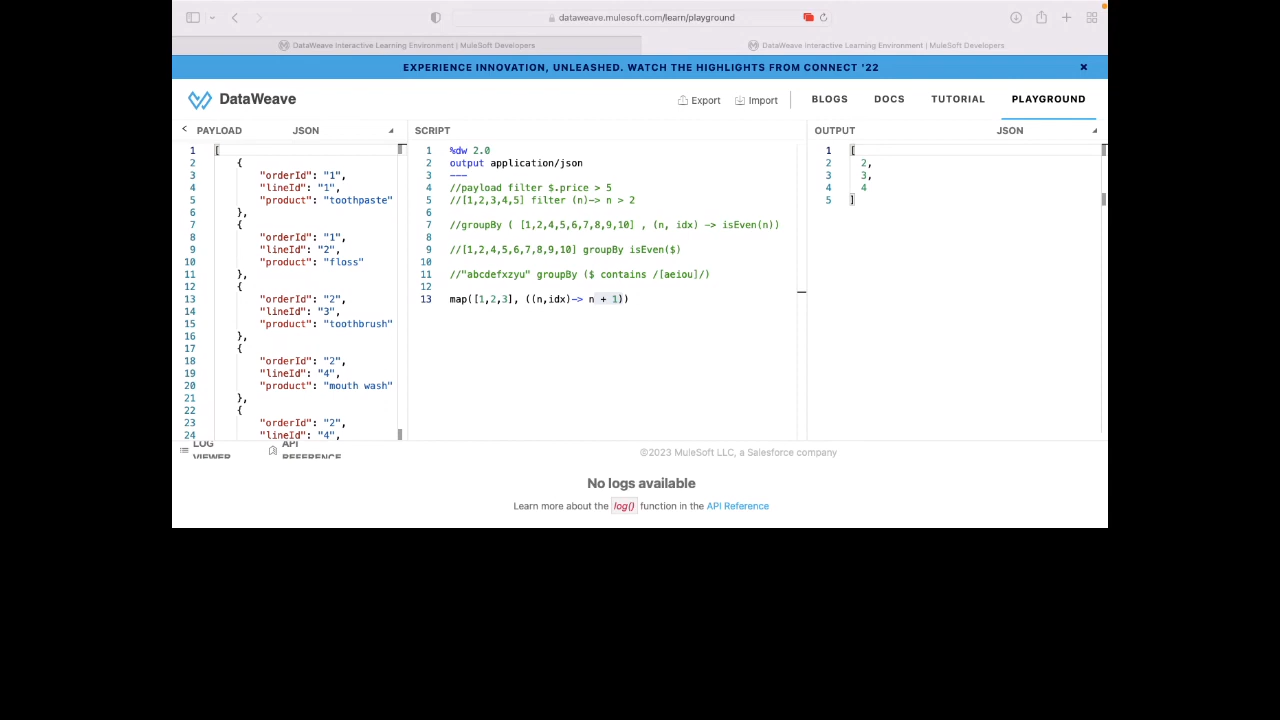 dataweave.mulesoft.com/learn/playground
DataWeave Interactive Learning Environment | MuleSoft Developers
DataWeave Interactive Learning Environment | MuleSoft Developers
EXPERIENCE INNOVATION, UNLEASHED. WATCH THE HIGHLIGHTS FROM CONNECT '22
DataWeave
Export
Import
BLOGS
DOCS
TUTORIAL
PLAYGROUND
PAYLOAD
JSON
1 [
2 {
3 "orderId": "1",
4 "lineId": "1",
5 "product": "toothpaste"
6 },
7 {
8 "orderId": "1",
9 "lineId": "2",
10 "product": "floss"
11 },
12 {
13 "orderId": "2",
14 "lineId": "3",
15 "product": "toothbrush"
16 },
17 {
18 "orderId": "2",
19 "lineId": "4",
20 "product": "mouth wash"
21 },
22 {
23 "orderId": "2",
24 "lineId": "4",
SCRIPT
1 %dw 2.0
2 output application/json
3 ---
4 //payload filter $.price > 5
5 //[1,2,3,4,5] filter (n)-> n > 2
6
7 //groupBy ( [1,2,4,5,6,7,8,9,10] , (n, idx) -> isEven(n))
8
9 //[1,2,4,5,6,7,8,9,10] groupBy isEven($)
10
11 //"abcdefxzyu" groupBy ($ contains /[aeiou]/)
12
13 map([1,2,3], ((n,idx)-> n + 1))
OUTPUT
JSON
1 [
2 2,
3 3,
4 4
5 ]
LOG
VIEWER
API
REFERENCE
©2023 MuleSoft LLC, a Salesforce company
No logs available
Learn more about the log() function in the API Reference